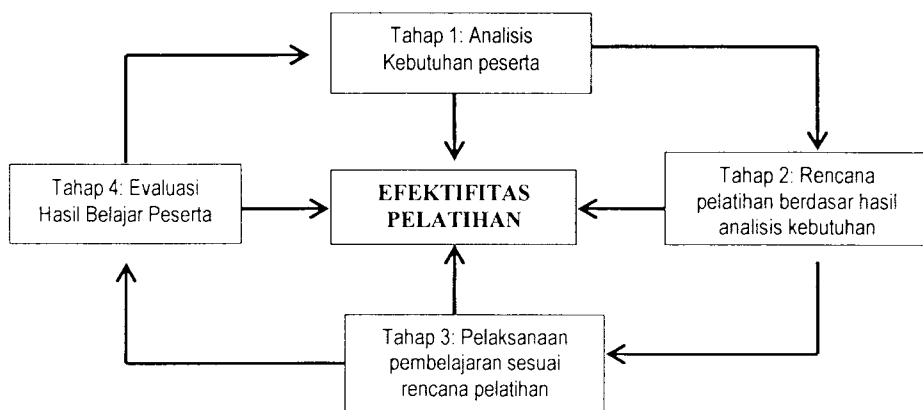 Tahap 1: Analisis
Kebutuhan peserta
Tahap 4: Evaluasi
Hasil Belajar Peserta
EFEKTIFITAS
PELATIHAN
Tahap 2: Rencana
pelatihan berdasar hasil
analisis kebutuhan
Tahap 3: Pelaksanaan
pembelajaran sesuai
rencana pelatihan